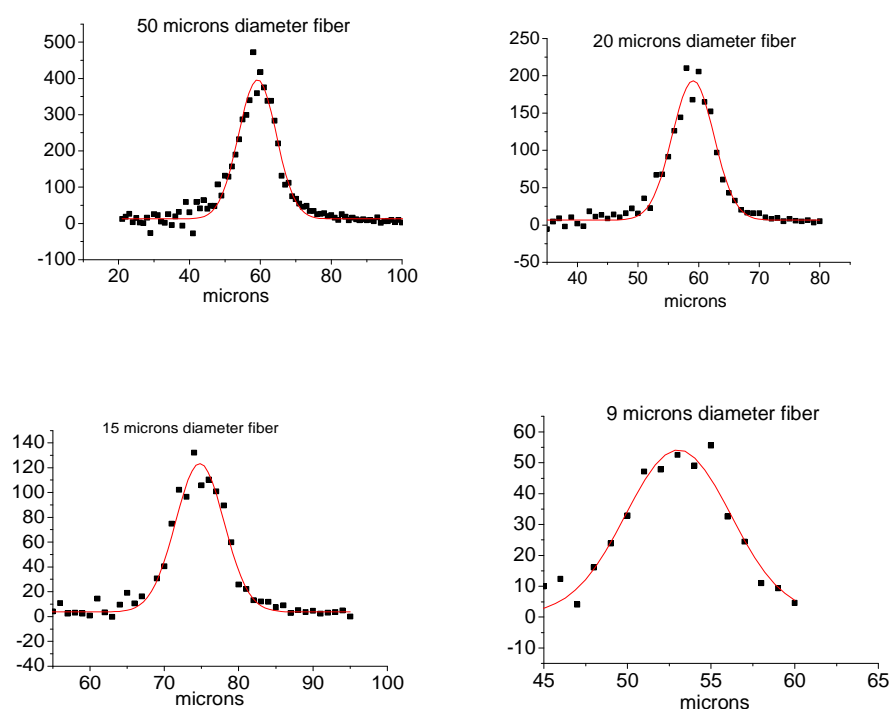 50 microns diameter fiber
500
400
300
200
100
0
-100
20 40 60 80 100
microns
20 microns diameter fiber
250
200
150
100
50
0
-50
40 50 60 70 80
microns
15 microns diameter fiber
140
120
100
80
60
40
20
0
-20
-40
60 70 80 90 100
microns
9 microns diameter fiber
60
50
40
30
20
10
0
-10
45 50 55 60 65
microns